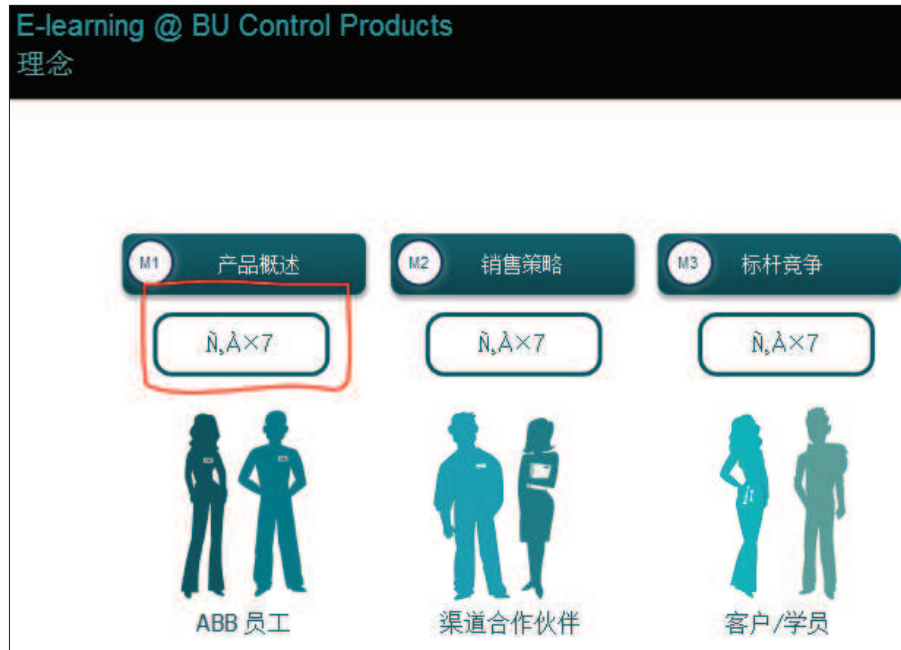 E-learning @ BU Control Products
理念
M1 产品概述
M2 销售策略
M3 标杆竞争
Ñ¸À×7
Ñ¸À×7
Ñ¸À×7
ABB 员工
渠道合作伙伴
客户/学员